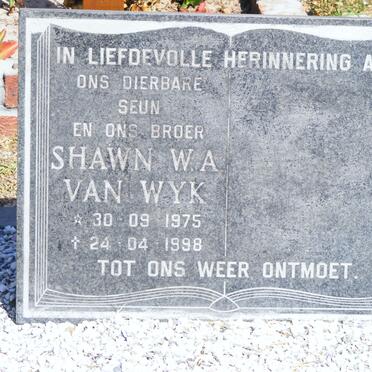 IN LIEFDEVOLLE HERINNERING A
ONS DIERBARE
SEUN
EN ONS BROER
SHAWN W.A.
VAN WYK
☆ 30 · 09 · 1975
✝ 24 · 04 · 1998
TOT ONS WEER ONTMOET.